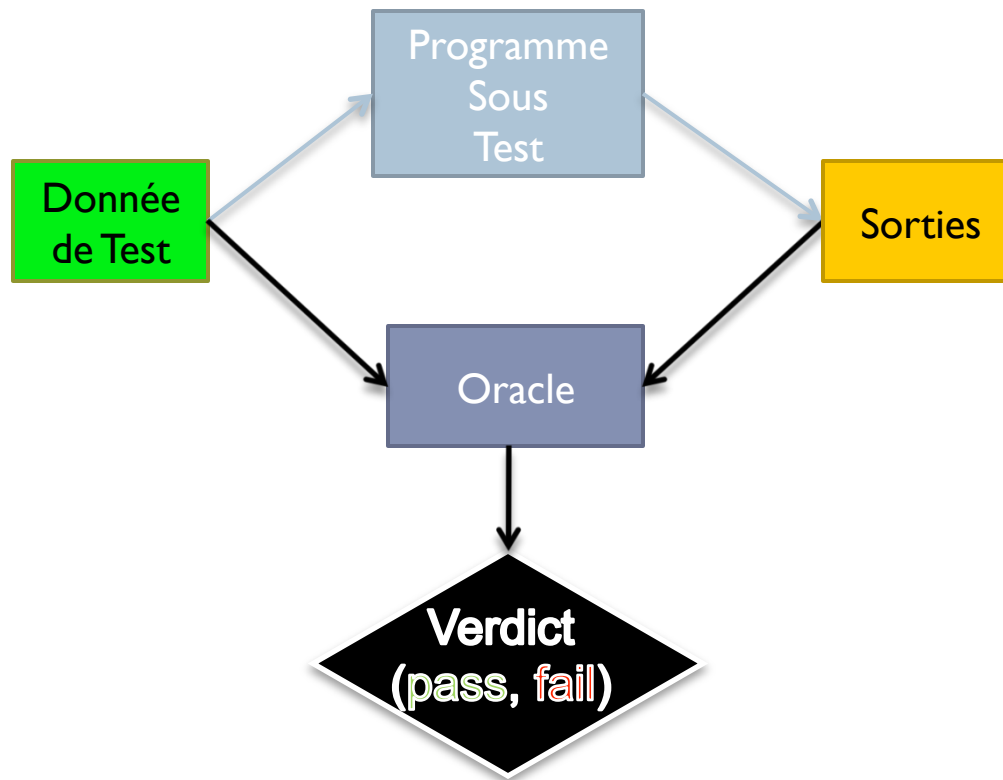 Programme
Sous
Test
Donnée
de Test
Sorties
Oracle
Verdict
(pass, fail)